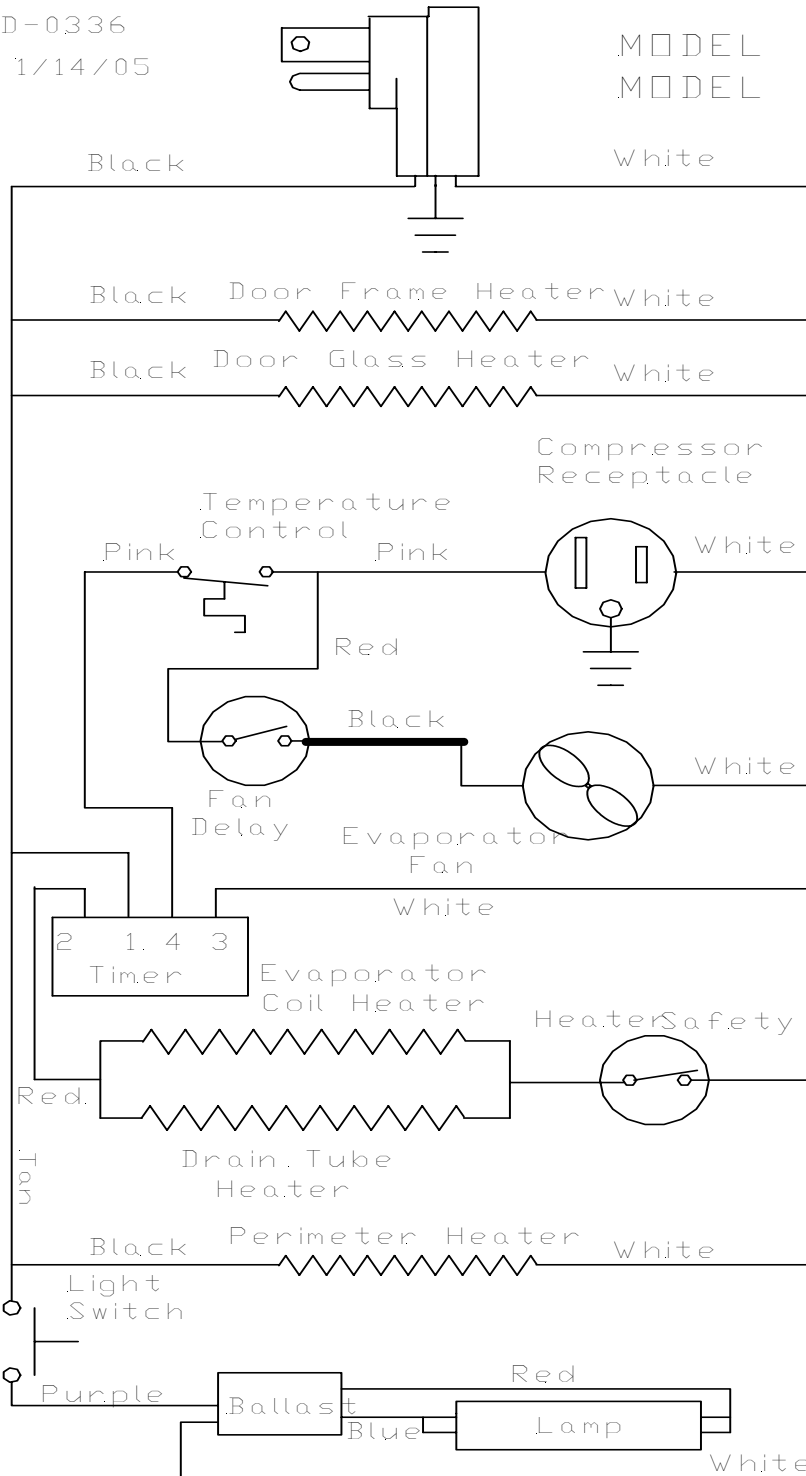 D-0336
1/14/05
MODEL
MODEL
Black
White
Black
Door Frame Heater
White
Black
Door Glass Heater
White
Compressor
Receptacle
Temperature
Control
Pink
Pink
White
Red
Black
White
Fan
Delay
Evaporator
Fan
White
2 1 4 3
Timer
Evaporator
Coil Heater
Heater Safety
Red
Drain Tube
Heater
Tan
Black
Perimeter Heater
White
Light
Switch
Red
Purple
Ballast
Blue
Lamp
White